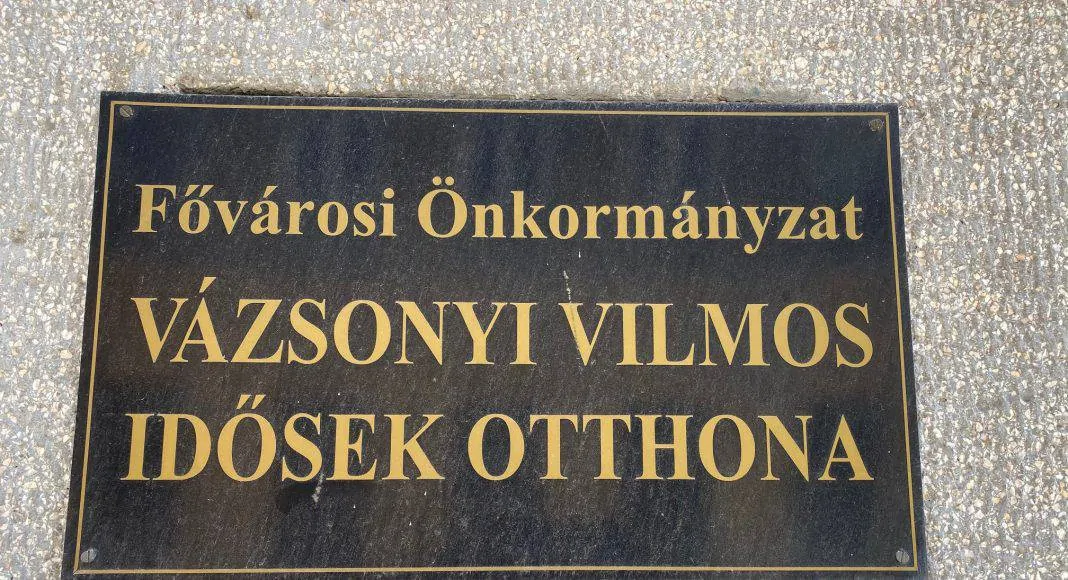 Fővárosi Önkormányzat
VÁZSONYI VILMOS
IDŐSEK OTTHONA